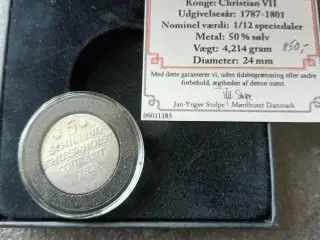 Konge: Christian VII
Udgivelsesår: 1787-1801
Nominel værdi: 1/12 speciedaler
Metal: 50% sølv
Vægt: 4,214 gram
850,-
Diameter: 24 mm
Med dette garanterer vi, uden tidsbegrænsning eller andre
forbehold, ægtheden af denne mønt.
Jan-Yngve Stolpe
Mønthuset Danmark
06011385
5
SCHILLING
COURANT